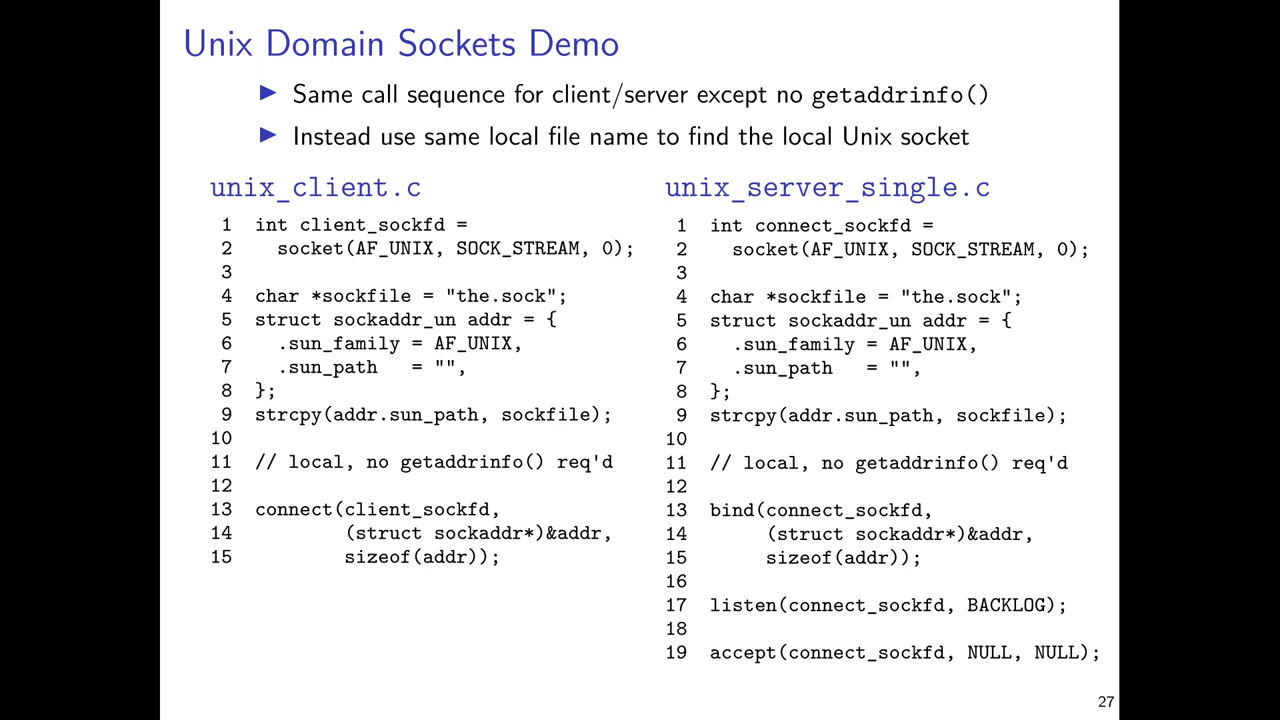 Unix Domain Sockets Demo
▶ Same call sequence for client/server except no getaddrinfo()
▶ Instead use same local file name to find the local Unix socket
unix_client.c
1 int client_sockfd =
2   socket(AF_UNIX, SOCK_STREAM, 0);
3
4 char *sockfile = "the.sock";
5 struct sockaddr_un addr = {
6   .sun_family = AF_UNIX,
7   .sun_path   = "",
8 };
9 strcpy(addr.sun_path, sockfile);
10
11 // local, no getaddrinfo() req'd
12
13 connect(client_sockfd,
14         (struct sockaddr*)&addr,
15         sizeof(addr));
unix_server_single.c
1 int connect_sockfd =
2   socket(AF_UNIX, SOCK_STREAM, 0);
3
4 char *sockfile = "the.sock";
5 struct sockaddr_un addr = {
6   .sun_family = AF_UNIX,
7   .sun_path   = "",
8 };
9 strcpy(addr.sun_path, sockfile);
10
11 // local, no getaddrinfo() req'd
12
13 bind(connect_sockfd,
14      (struct sockaddr*)&addr,
15      sizeof(addr));
16
17 listen(connect_sockfd, BACKLOG);
18
19 accept(connect_sockfd, NULL, NULL);
27